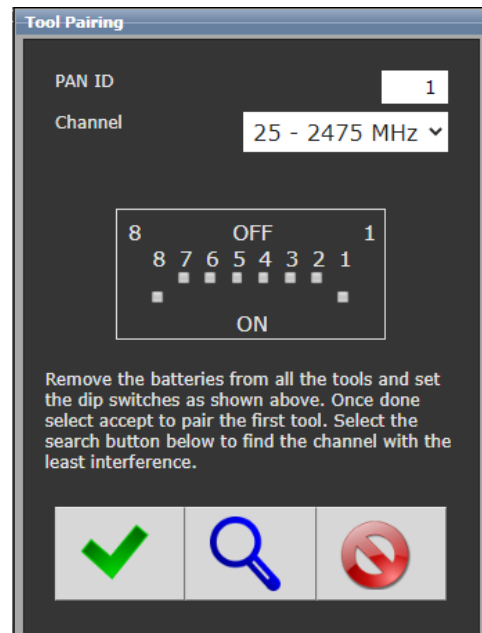 Tool Pairing
PAN ID 1
Channel 25 - 2475 MHz
8 OFF 1
8 7 6 5 4 3 2 1
ON
Remove the batteries from all the tools and set
the dip switches as shown above. Once done
select accept to pair the first tool. Select the
search button below to find the channel with the
least interference.